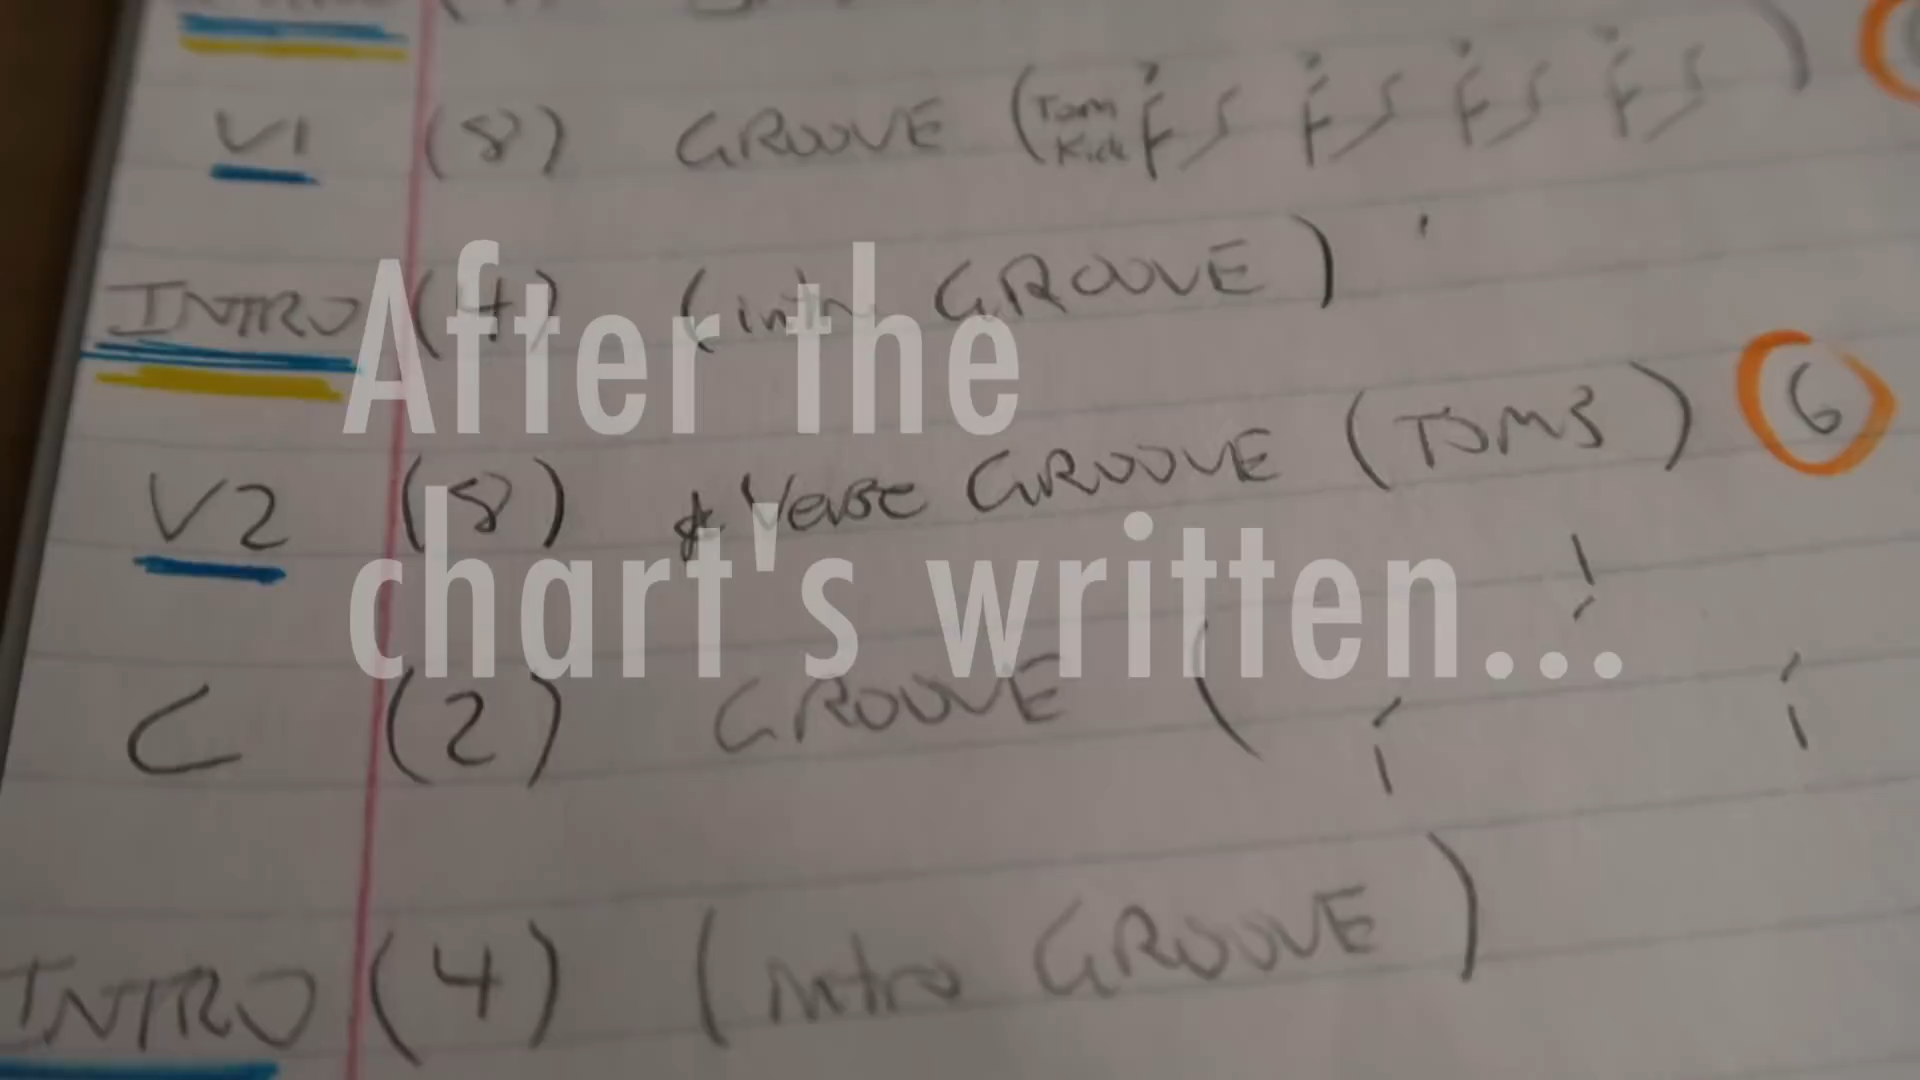 V1 (8) GROOVE (Tom Kick F S F S F S F S)
INTRO (4) (intro GROOVE)
After the
V2 (8) * Verse GROOVE (TOMS) 6
chart's written...
C (2) GROOVE (
INTRO (4) (Intro GROOVE)